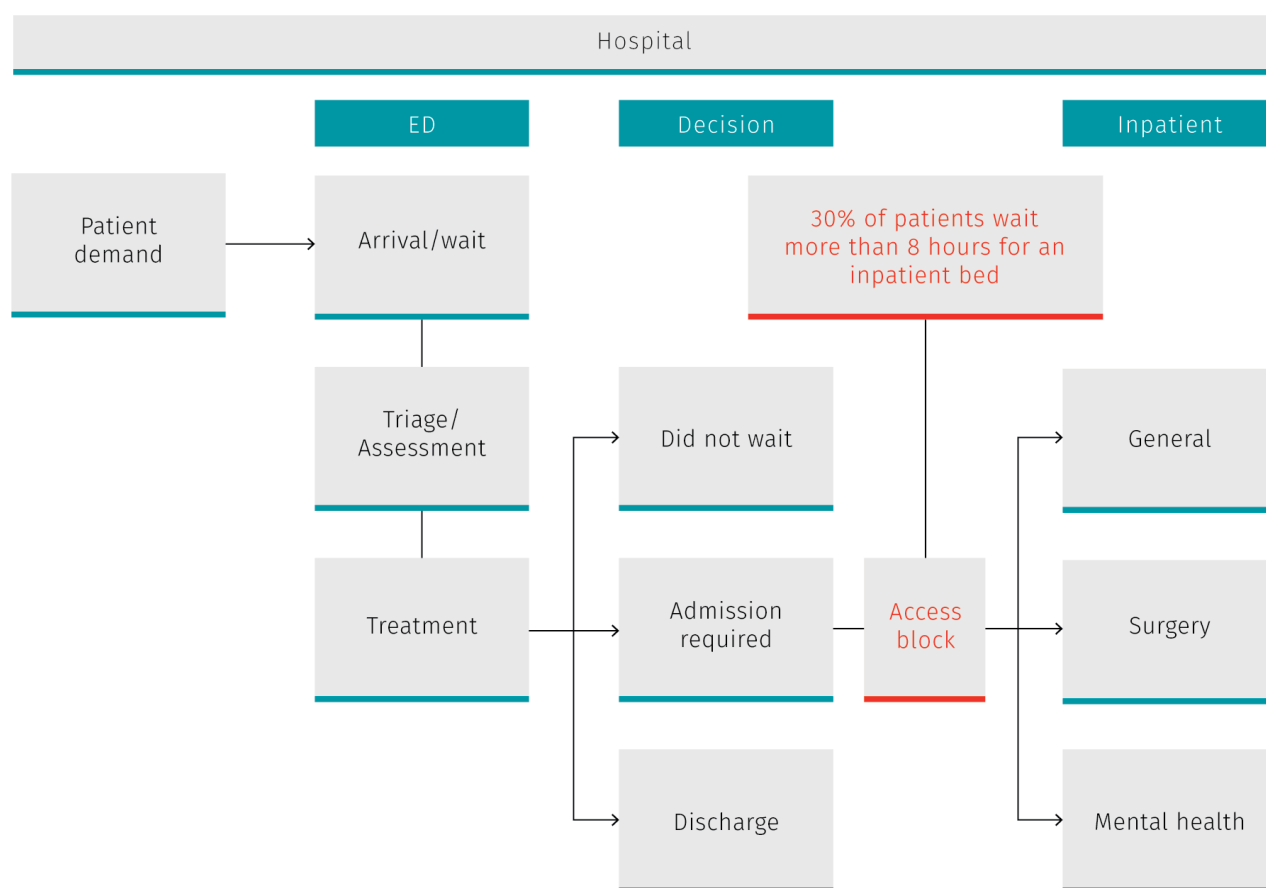 Hospital
ED
Decision
Inpatient
Patient
demand
Arrival/wait
30% of patients wait
more than 8 hours for an
inpatient bed
Triage/
Assessment
Did not wait
General
Treatment
Admission
required
Access
block
Surgery
Discharge
Mental health